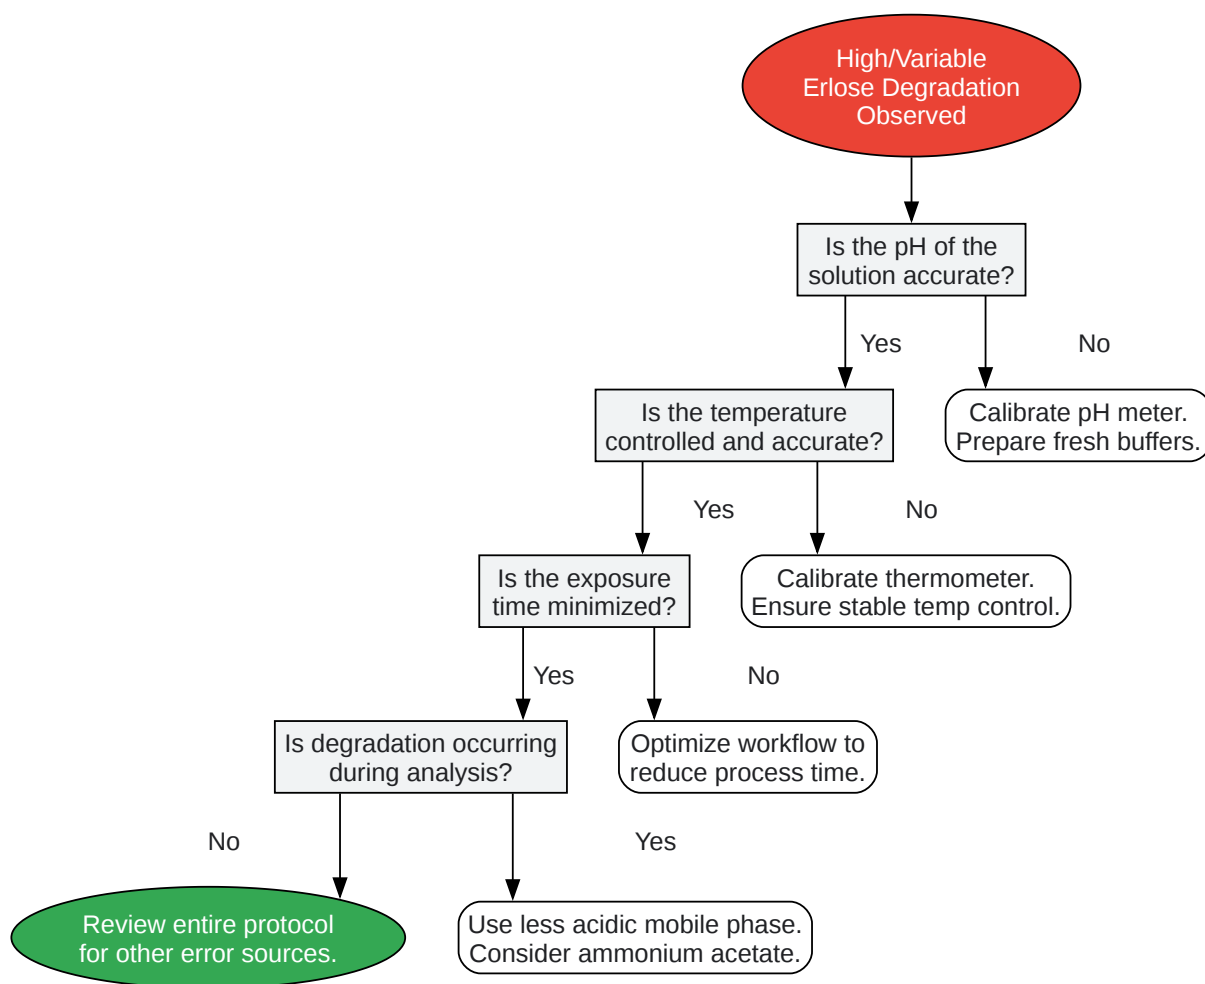 High/Variable
Erlose Degradation
Observed
Is the pH of the
solution accurate?
Yes
No
Is the temperature
controlled and accurate?
Calibrate pH meter.
Prepare fresh buffers.
Yes
No
Is the exposure
time minimized?
Calibrate thermometer.
Ensure stable temp control.
Yes
No
Is degradation occurring
during analysis?
Optimize workflow to
reduce process time.
No
Yes
Review entire protocol
for other error sources.
Use less acidic mobile phase.
Consider ammonium acetate.